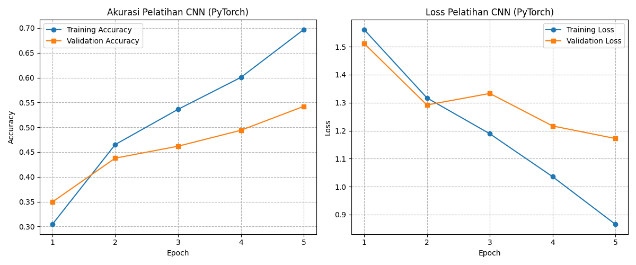 Akurasi Pelatihan CNN (PyTorch)
Training Accuracy
Validation Accuracy
0.70
0.65
0.60
0.55
0.50
0.45
0.40
0.35
0.30
Accuracy
1 2 3 4 5
Epoch
Loss Pelatihan CNN (PyTorch)
Training Loss
Validation Loss
1.5
1.4
1.3
1.2
1.1
1.0
0.9
Loss
1 2 3 4 5
Epoch